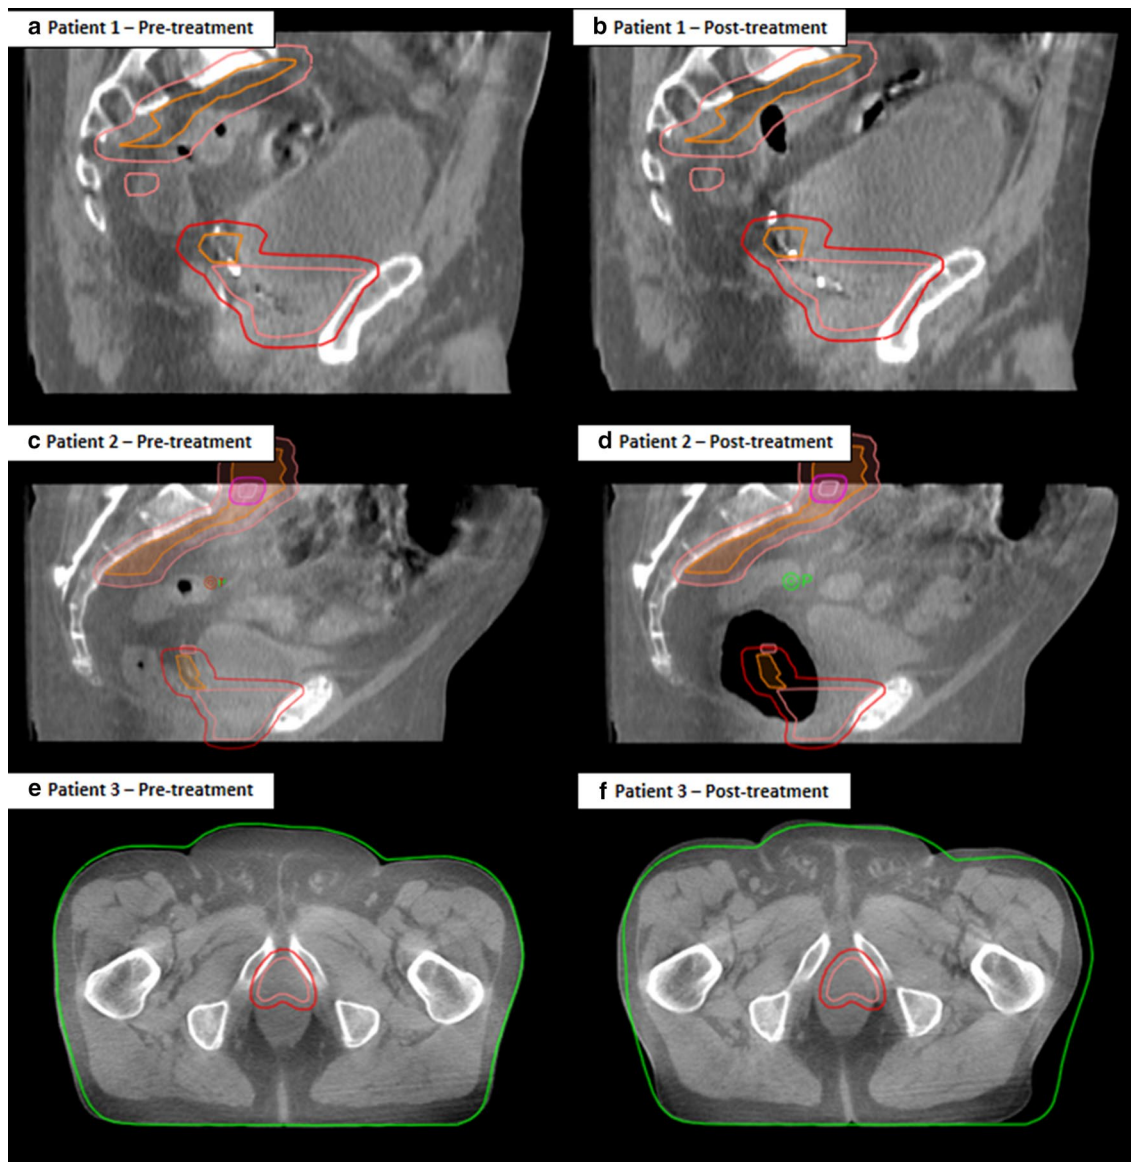 a Patient 1 – Pre-treatment
b Patient 1 – Post-treatment
c Patient 2 – Pre-treatment
d Patient 2 – Post-treatment
e Patient 3 – Pre-treatment
f Patient 3 – Post-treatment